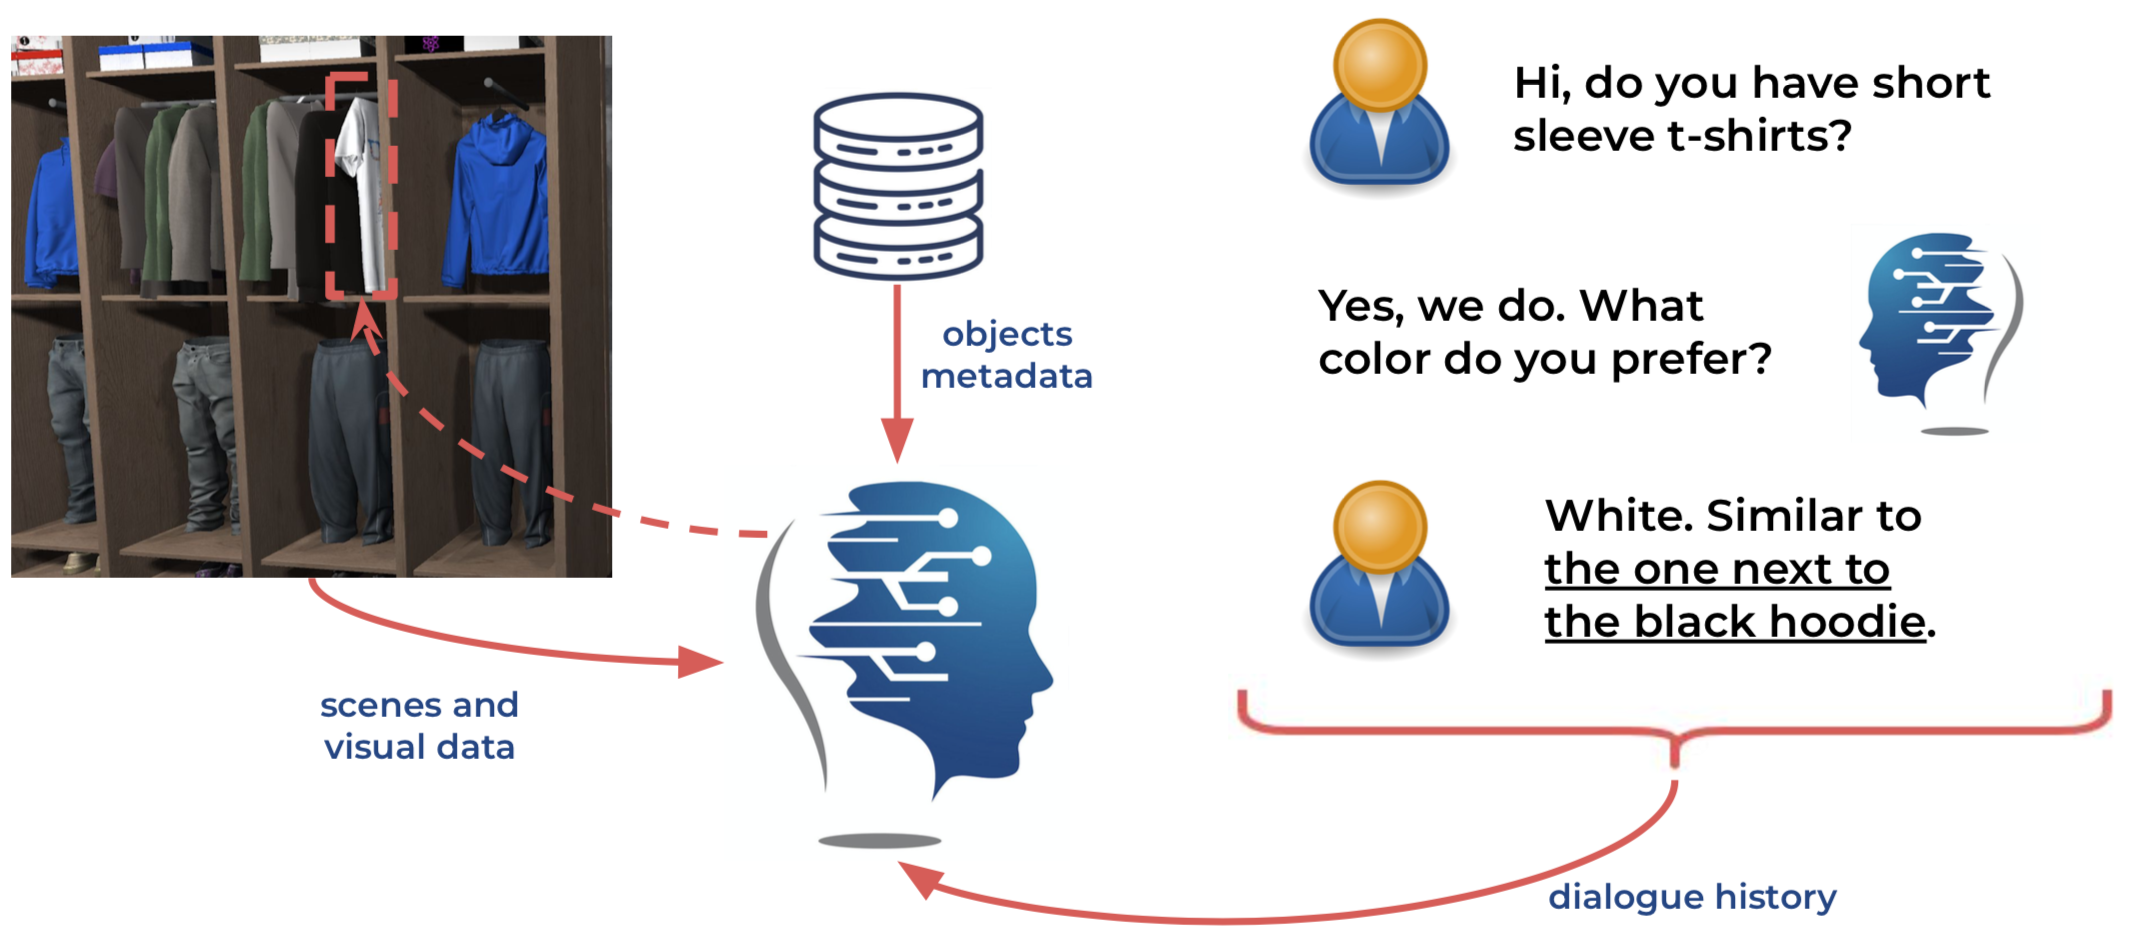 Hi, do you have short
sleeve t-shirts?
Yes, we do. What
color do you prefer?
White. Similar to
the one next to
the black hoodie.
objects
metadata
scenes and
visual data
dialogue history